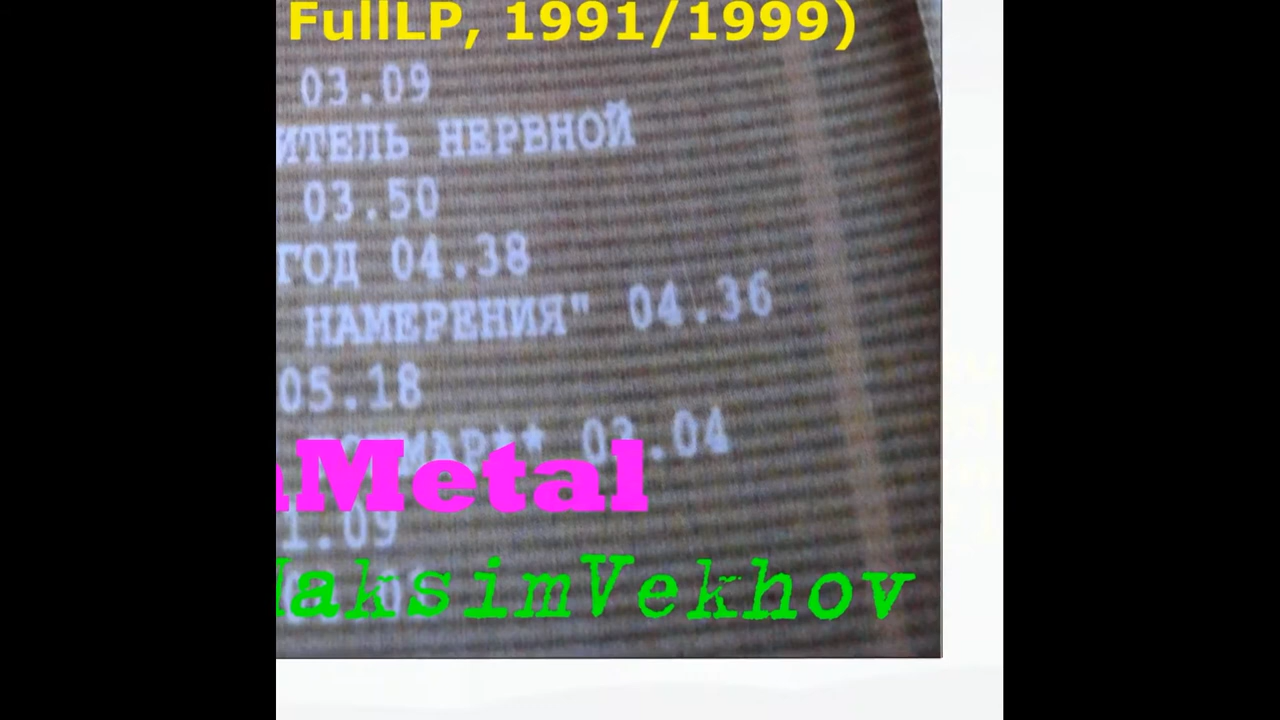 FullLP, 1991/1999)
03.09
ИТЕЛЬ НЕРВНОЙ
03.50
ГОД 04.38
НАМЕРЕНИЯ" 04.36
05.18
МАР** 03.04
Metal
1.09
MaksimVekhov